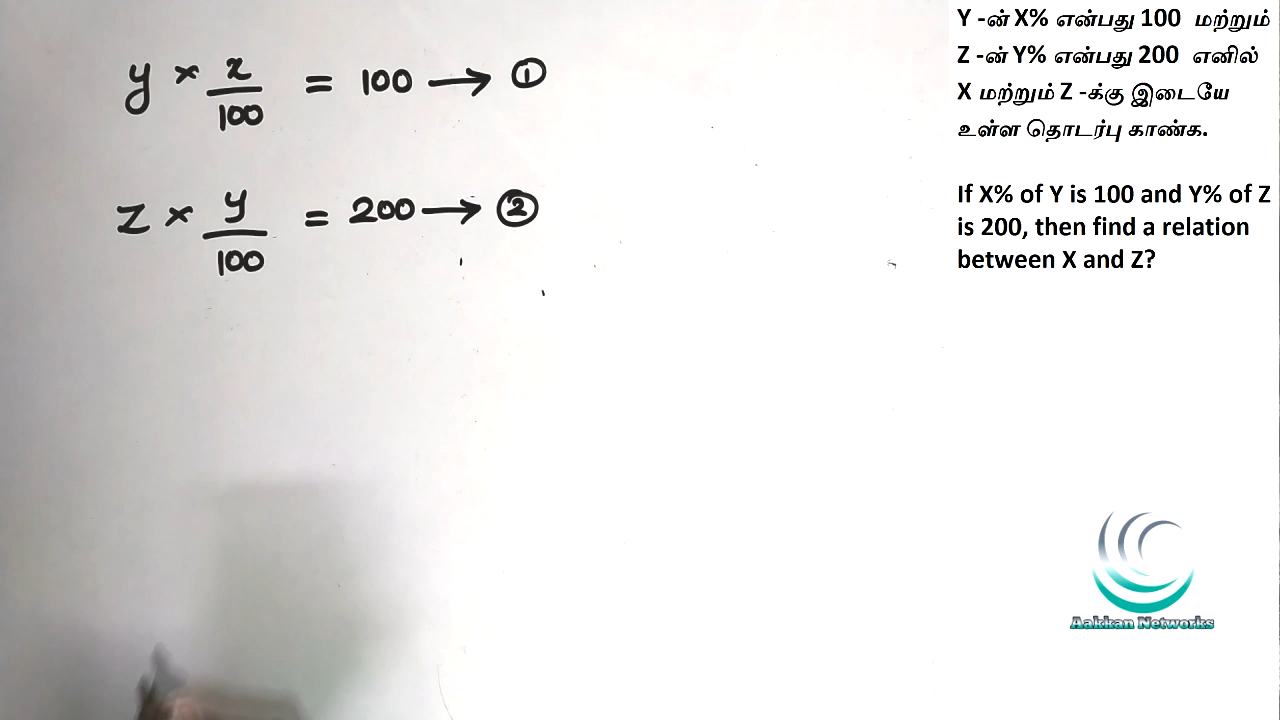 y × x/100 = 100 → ①
z × y/100 = 200 → ②
Y -ன் X% என்பது 100 மற்றும்
Z -ன் Y% என்பது 200 எனில்
X மற்றும் Z -க்கு இடையே
உள்ள தொடர்பு காண்க.
If X% of Y is 100 and Y% of Z
is 200, then find a relation
between X and Z?
Aakkan Networks